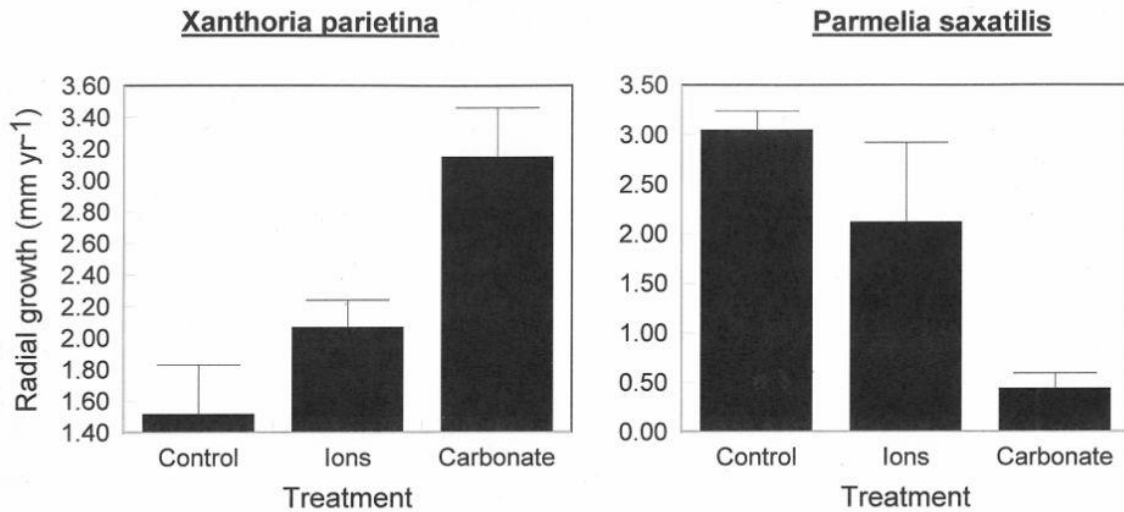 Xanthoria parietina
Parmelia saxatilis
Radial growth (mm yr-1)
3.60
3.40
3.20
3.00
2.80
2.60
2.40
2.20
2.00
1.80
1.60
1.40
Control Ions Carbonate
Treatment
3.50
3.00
2.50
2.00
1.50
1.00
0.50
0.00
Control Ions Carbonate
Treatment